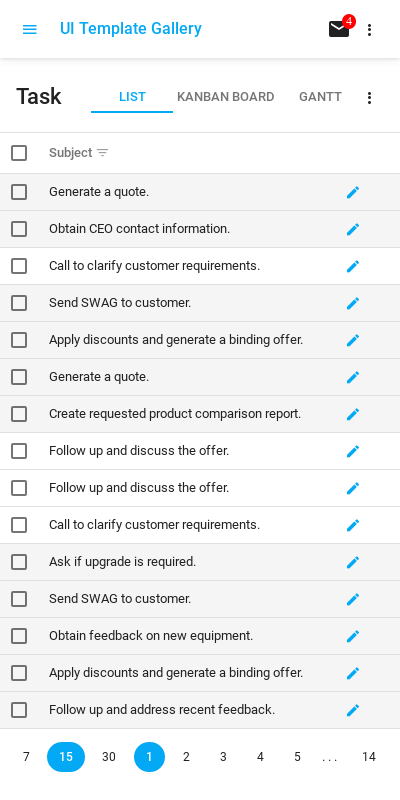 UI Template Gallery 4
Task LIST KANBAN BOARD GANTT
Subject
Generate a quote.
Obtain CEO contact information.
Call to clarify customer requirements.
Send SWAG to customer.
Apply discounts and generate a binding offer.
Generate a quote.
Create requested product comparison report.
Follow up and discuss the offer.
Follow up and discuss the offer.
Call to clarify customer requirements.
Ask if upgrade is required.
Send SWAG to customer.
Obtain feedback on new equipment.
Apply discounts and generate a binding offer.
Follow up and address recent feedback.
7 15 30 1 2 3 4 5 ... 14